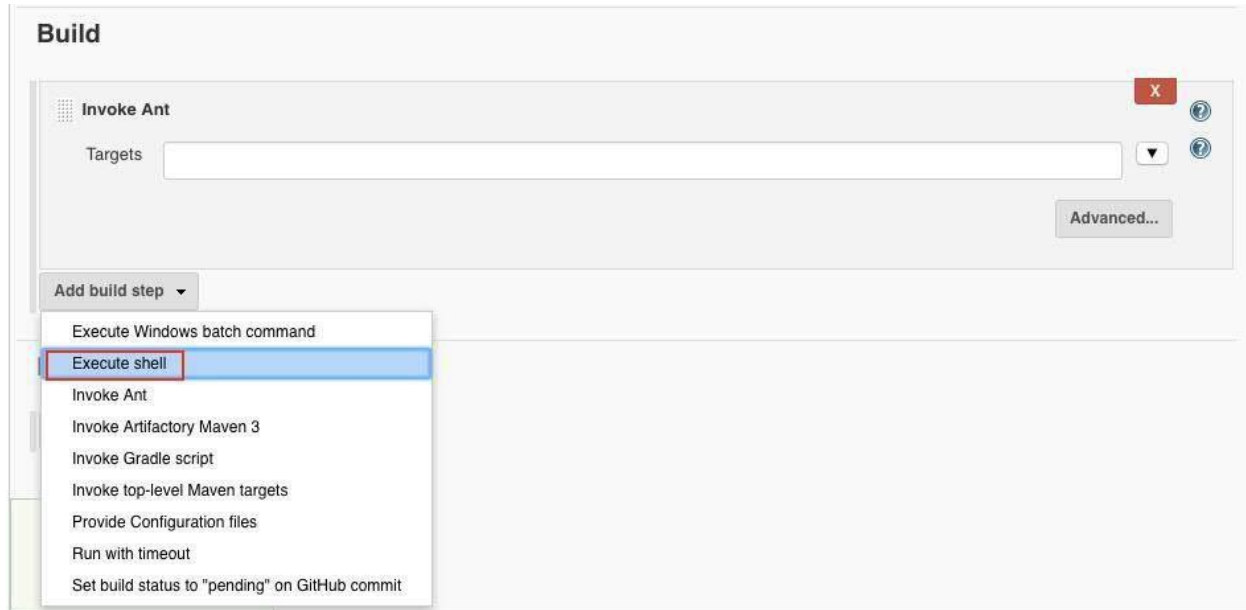 Build
Invoke Ant
X
Targets
Advanced...
Add build step
Execute Windows batch command
Execute shell
Invoke Ant
Invoke Artifactory Maven 3
Invoke Gradle script
Invoke top-level Maven targets
Provide Configuration files
Run with timeout
Set build status to "pending" on GitHub commit